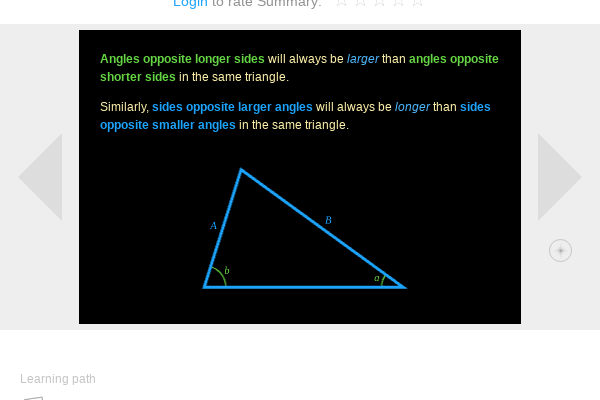 Login to rate Summary:
Angles opposite longer sides will always be larger than angles opposite
shorter sides in the same triangle.
Similarly, sides opposite larger angles will always be longer than sides
opposite smaller angles in the same triangle.
A
B
b
a
Learning path